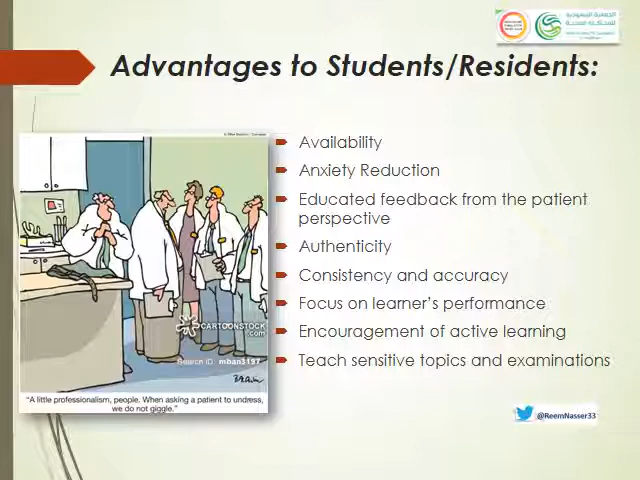 Advantages to Students/Residents:
Availability
Anxiety Reduction
Educated feedback from the patient
perspective
Authenticity
Consistency and accuracy
Focus on learner's performance
Encouragement of active learning
Teach sensitive topics and examinations
CARTOONSTOCK
.com
Search ID: mban3197
"A little professionalism, people. When asking a patient to undress,
we do not giggle."
@ReemNasser33